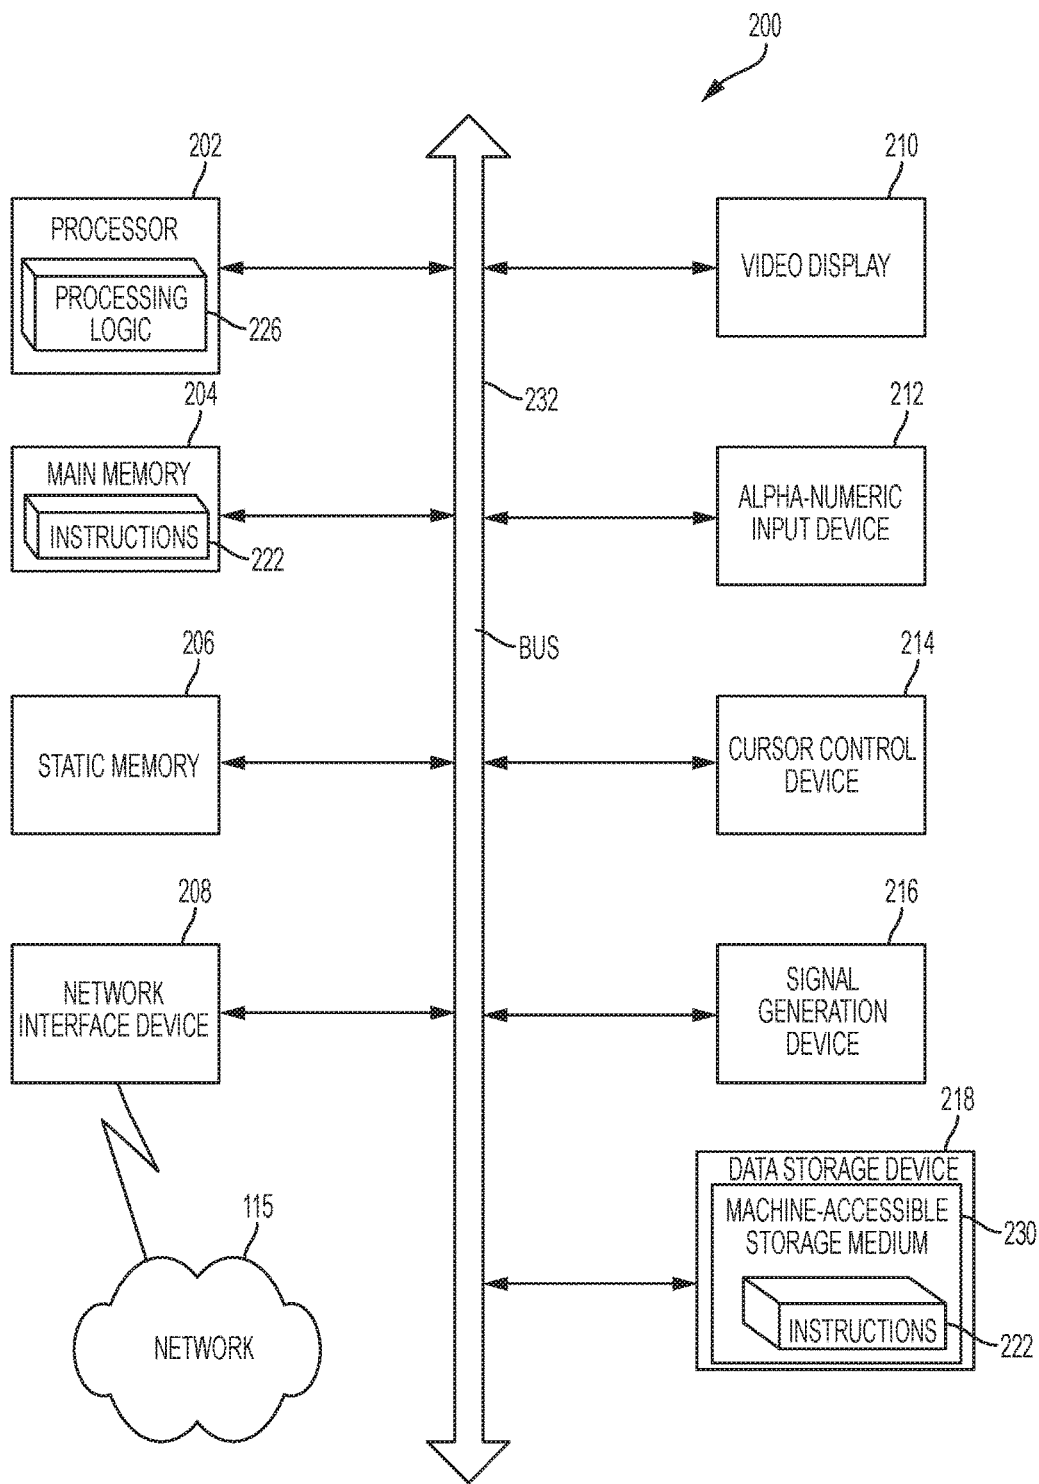 200
202
PROCESSOR
PROCESSING
LOGIC
226
210
VIDEO DISPLAY
232
204
MAIN MEMORY
INSTRUCTIONS
222
212
ALPHA-NUMERIC
INPUT DEVICE
BUS
206
STATIC MEMORY
214
CURSOR CONTROL
DEVICE
208
NETWORK
INTERFACE DEVICE
216
SIGNAL
GENERATION
DEVICE
218
DATA STORAGE DEVICE
MACHINE-ACCESSIBLE
STORAGE MEDIUM
230
INSTRUCTIONS
222
115
NETWORK